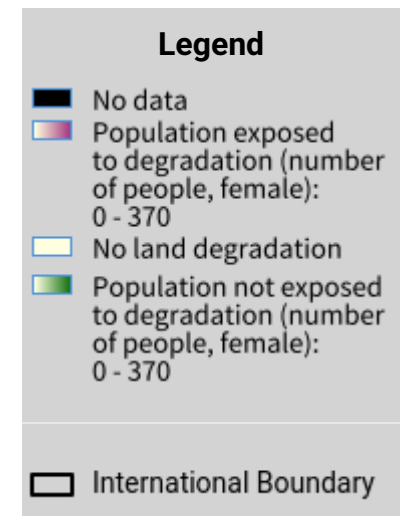 Legend
No data
Population exposed
to degradation (number
of people, female):
0 - 370
No land degradation
Population not exposed
to degradation (number
of people, female):
0 - 370
International Boundary